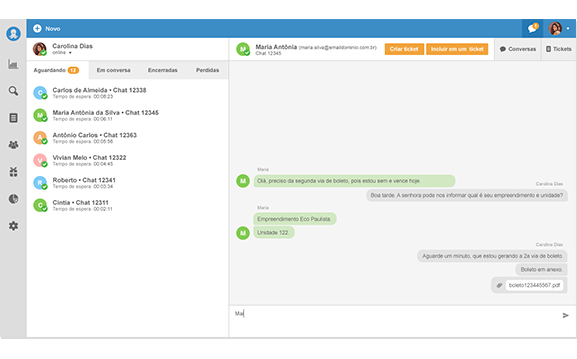 Novo
Carolina Dias
online
Aguardando 12
Em conversa
Encerradas
Perdidas
C
Carlos de Almeida • Chat 12338
Tempo de espera: 00:08:23
M
Maria Antônia da Silva • Chat 12345
Tempo de espera: 00:06:11
A
Antônio Carlos • Chat 12363
Tempo de espera: 00:05:56
V
Vivian Melo • Chat 12322
Tempo de espera: 00:04:45
R
Roberto • Chat 12341
Tempo de espera: 00:03:34
C
Cintia • Chat 12311
Tempo de espera: 00:02:11
M
Maria Antônia (maria.silva@emaildominio.com.br)
Chat 12345
Criar ticket
Incluir em um ticket
Conversas
Tickets
Maria
M
Olá, preciso da segunda via de boleto, pois estou sem e vence hoje.
Carolina Dias
Boa tarde. A senhora pode nos informar qual é seu empreendimento e unidade?
Maria
Empreendimento Eco Paulista.
M
Unidade 122.
Carolina Dias
Aguarde um minuto, que estou gerando a 2a via de boleto.
Boleto em anexo.
boleto123445567.pdf
Mai